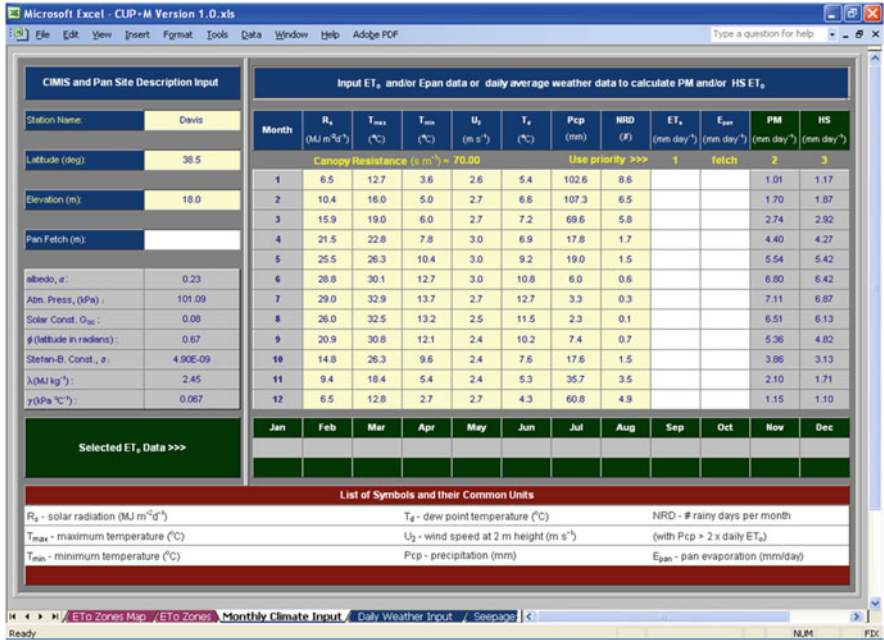 Microsoft Excel - CUP+M Version 1.0.xls
File Edit View Insert Format Tools Data Window Help Adobe PDF Type a question for help
CIMIS and Pan Site Description Input
Input ETo and/or Epan data or daily average weather data to calculate PM and/or HS ETo
Station Name: Davis
Latitude (deg): 38.5
Elevation (m): 18.0
Pan Fetch (m):
albedo, α: 0.23
Atm. Press, (kPa) : 101.09
Solar Const. Gsc : 0.08
ϕ (latitude in radians) : 0.67
Stefan-B. Const., σ : 4.90E-09
λ(MJ kg⁻¹) : 2.45
γ(kPa °C⁻¹) : 0.067
Month Rs Tmax Tmin U2 Td Pcp NRD ETo Epan PM HS
(MJ m⁻²d⁻¹) (°C) (°C) (m s⁻¹) (°C) (mm) (#) (mm day⁻¹) (mm day⁻¹) (mm day⁻¹) (mm day⁻¹)
Canopy Resistance (s m⁻¹) = 70.00 Use priority >>> 1 fetch 2 3
1 6.5 12.7 3.6 2.6 5.4 102.6 8.6 1.01 1.17
2 10.4 16.0 5.0 2.7 6.6 107.3 6.5 1.70 1.87
3 15.9 19.0 6.0 2.7 7.2 69.6 5.8 2.74 2.92
4 21.5 22.8 7.8 3.0 6.9 17.8 1.7 4.40 4.27
5 25.5 26.3 10.4 3.0 9.2 19.0 1.5 5.54 5.42
6 28.8 30.1 12.7 3.0 10.8 6.0 0.6 6.80 6.42
7 29.0 32.9 13.7 2.7 12.7 3.3 0.3 7.11 6.87
8 26.0 32.5 13.2 2.5 11.5 2.3 0.1 6.51 6.13
9 20.9 30.8 12.1 2.4 10.2 7.4 0.7 5.36 4.82
10 14.8 26.3 9.6 2.4 7.6 17.6 1.5 3.86 3.13
11 9.4 18.4 5.4 2.4 5.3 35.7 3.5 2.10 1.71
12 6.5 12.8 2.7 2.7 4.3 60.8 4.9 1.15 1.10
Selected ETo Data >>>
Jan Feb Mar Apr May Jun Jul Aug Sep Oct Nov Dec
List of Symbols and their Common Units
Rs - solar radiation (MJ m⁻²d⁻¹) Td - dew point temperature (°C) NRD - # rainy days per month
Tmax - maximum temperature (°C) U2 - wind speed at 2 m height (m s⁻¹) (with Pcp > 2 x daily ETo)
Tmin - minimum temperature (°C) Pcp - precipitation (mm) Epan - pan evaporation (mm/day)
ETo Zones Map ETo Zones Monthly Climate Input Daily Weather Input Seepage
Ready NUM FIX